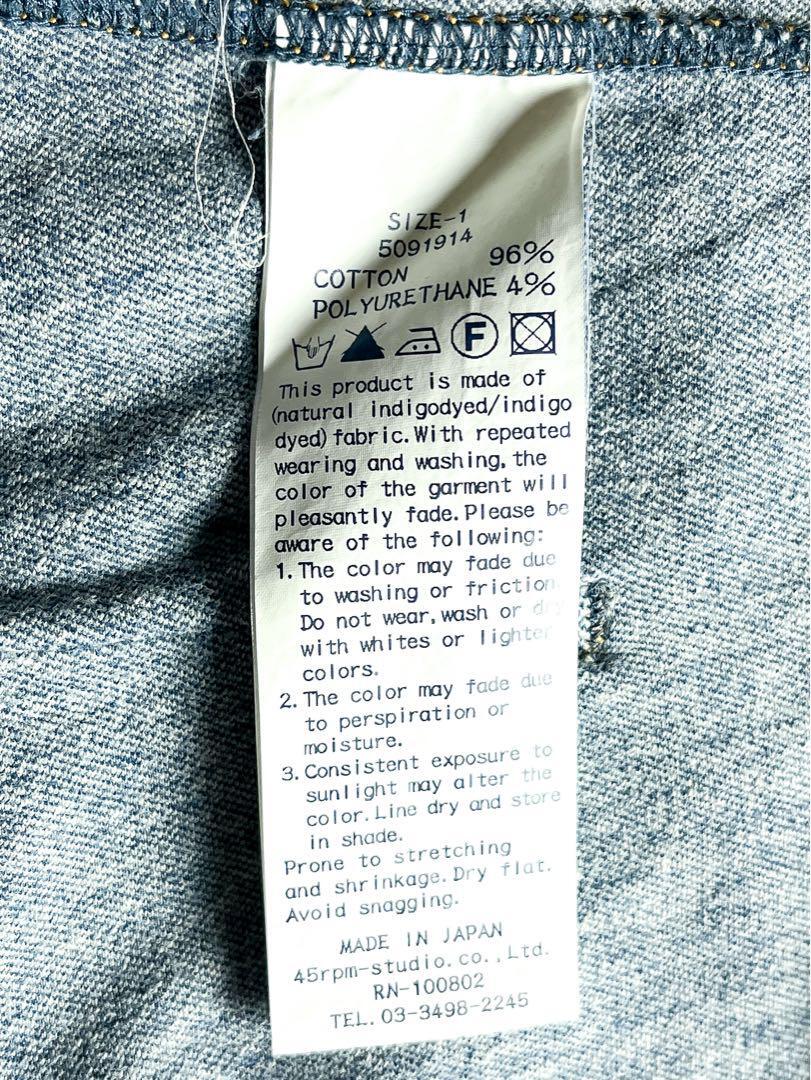 SIZE-1
5091914
COTTON 96%
POLYURETHANE 4%
F
This product is made of
(natural indigodyed/indigo
dyed) fabric. With repeated
wearing and washing, the
color of the garment will
pleasantly fade. Please be
aware of the following:
1. The color may fade due
to washing or friction.
Do not wear, wash or dry
with whites or lighter
colors.
2. The color may fade due
to perspiration or
moisture.
3. Consistent exposure to
sunlight may alter the
color. Line dry and store
in shade.
Prone to stretching
and shrinkage. Dry flat.
Avoid snagging.
MADE IN JAPAN
45rpm-studio.co.,Ltd.
RN-100802
TEL. 03-3498-2245